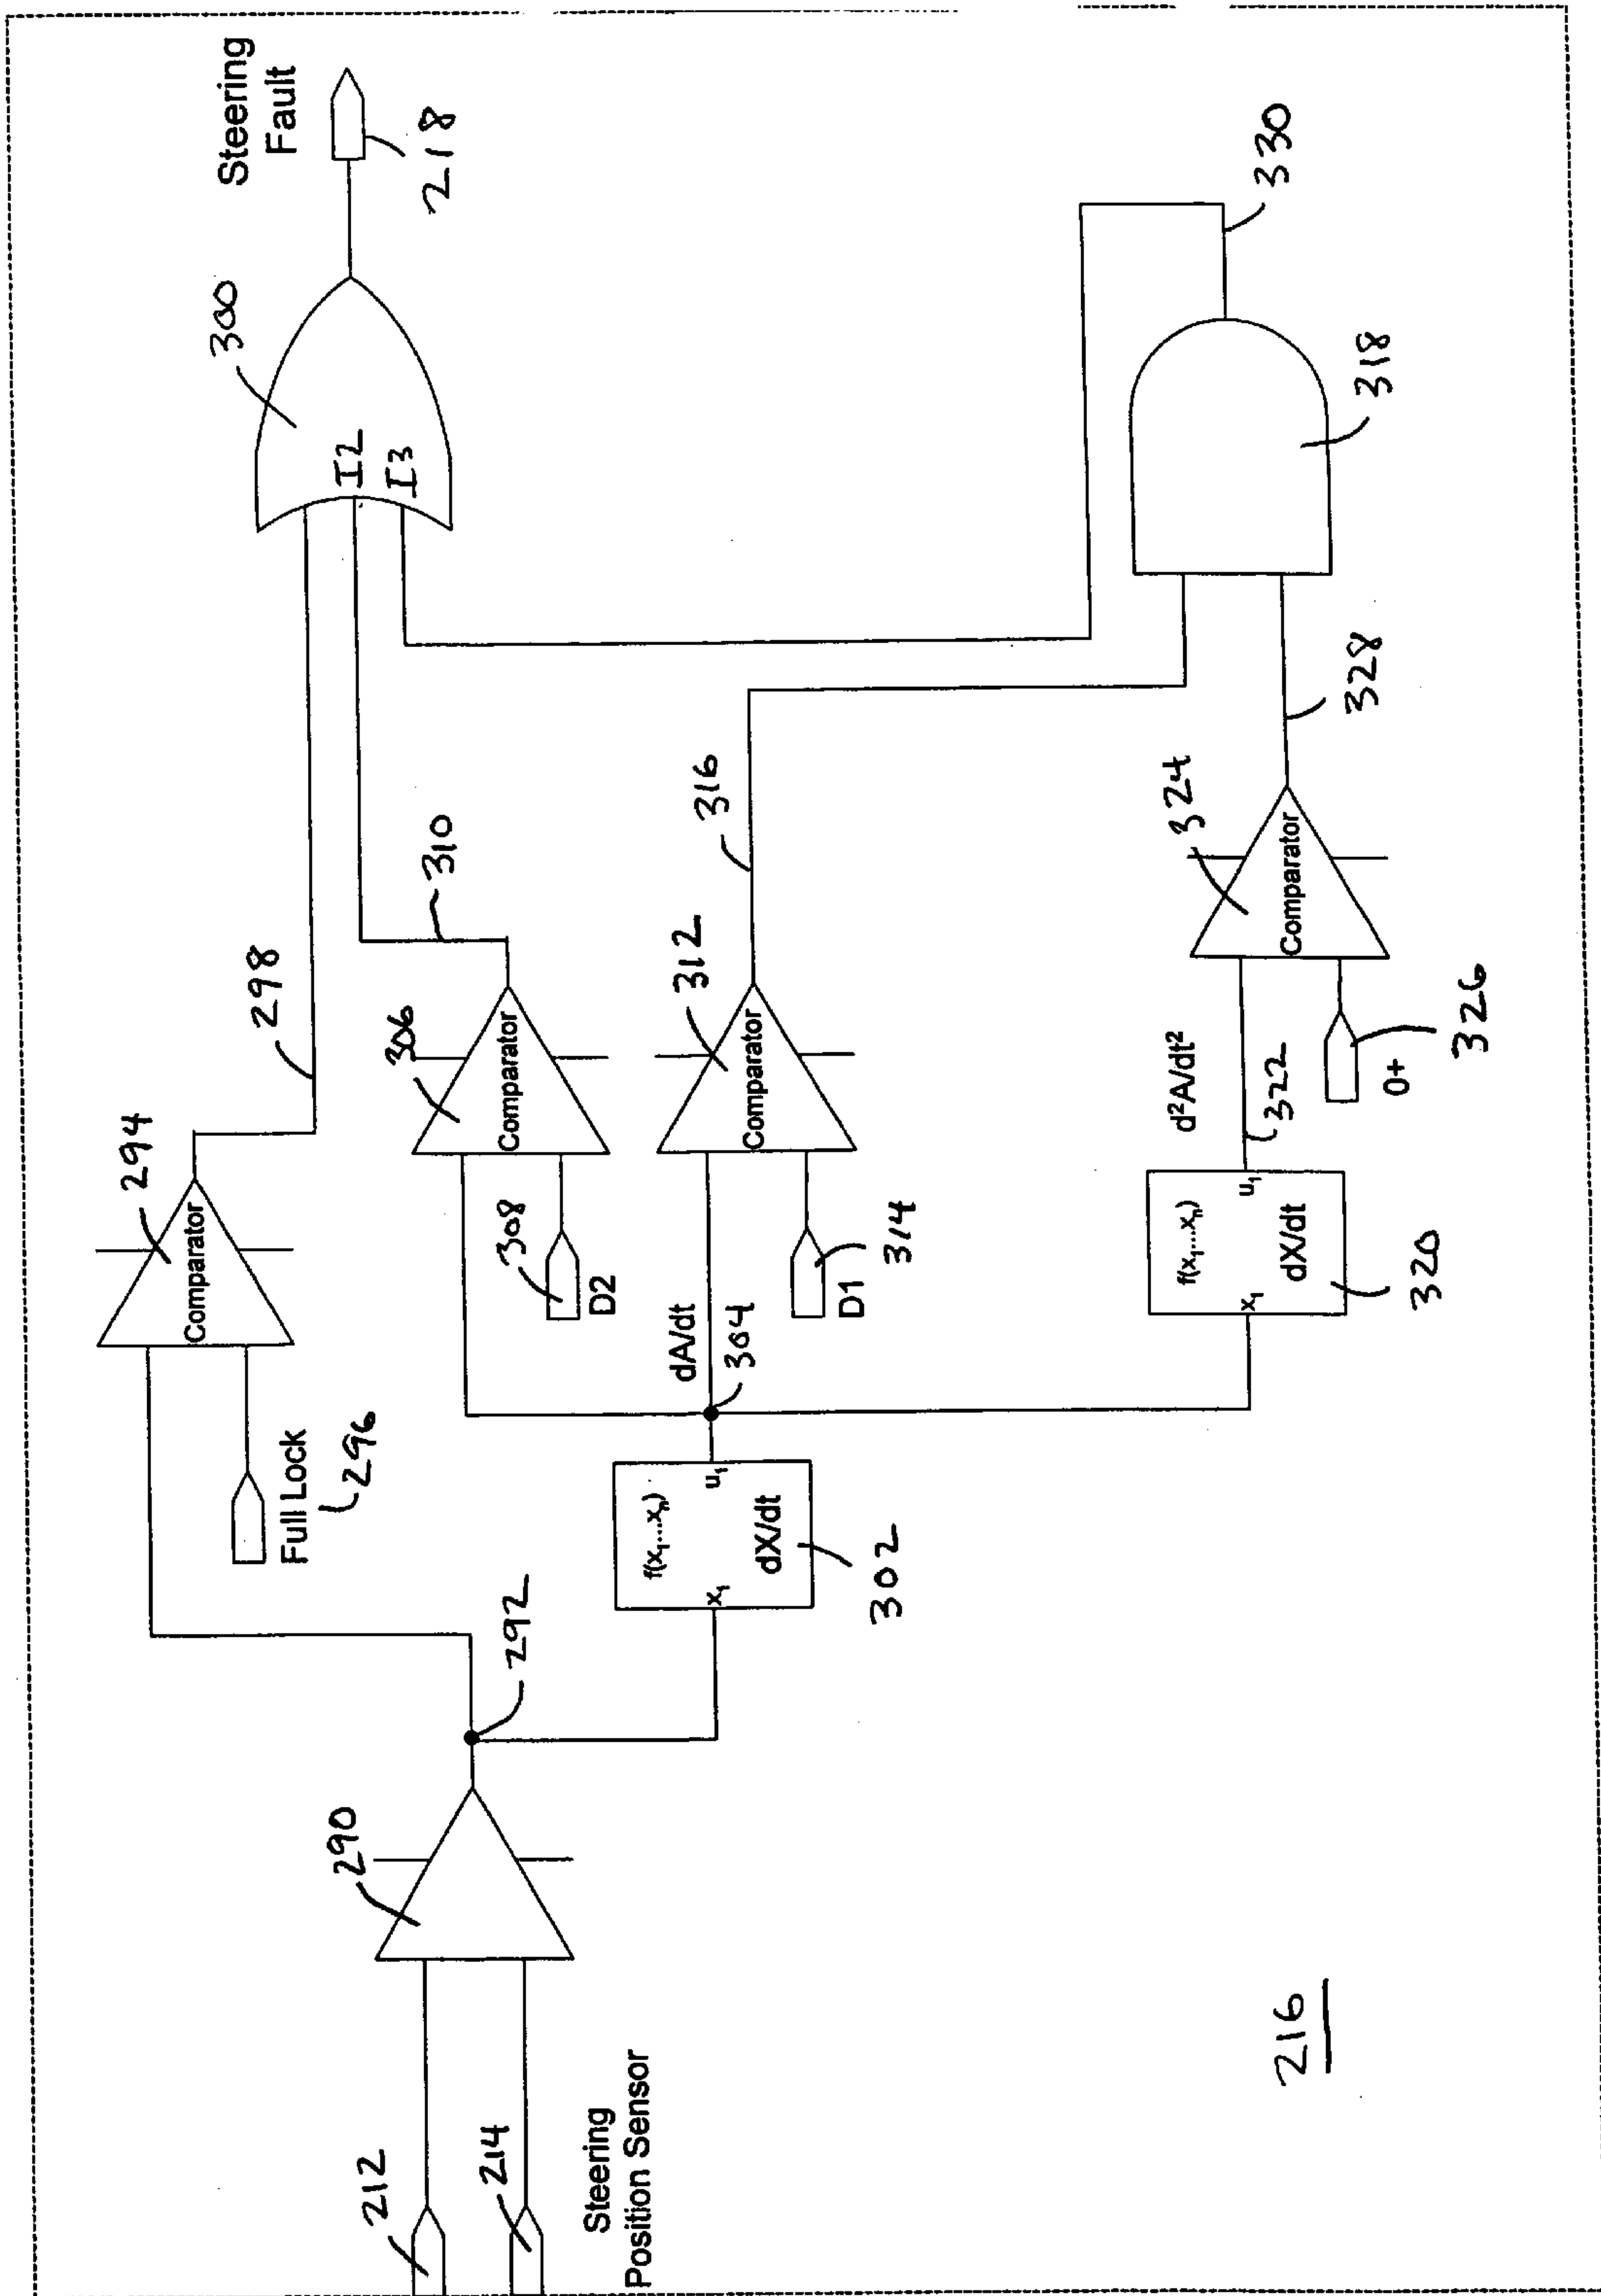 Steering
Fault
218
300
I2
I3
298
294
Comparator
Full Lock
296
310
306
Comparator
308
D2
316
312
Comparator
dA/dt
304
D1
314
330
318
328
324
Comparator
d²A/dt²
322
0+
326
f(x₁...xₙ)
x₁
u₁
dX/dt
320
292
f(x₁...xₙ)
x₁
u₁
dX/dt
302
290
212
214
Steering
Position Sensor
216